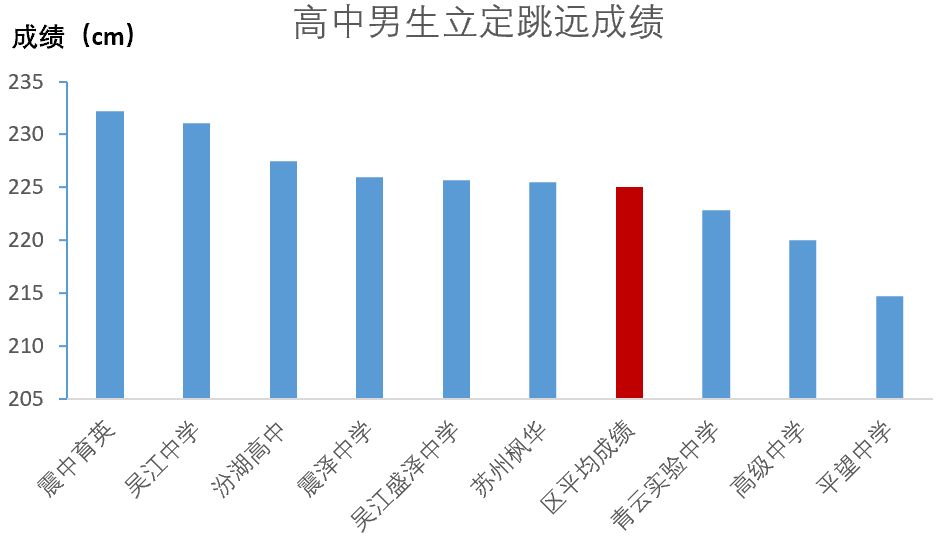 高中男生立定跳远成绩
成绩（cm）
235
230
225
220
215
210
205
震中育英
吴江中学
汾湖高中
震泽中学
吴江盛泽中学
苏州枫华
区平均成绩
青云实验中学
高级中学
平望中学